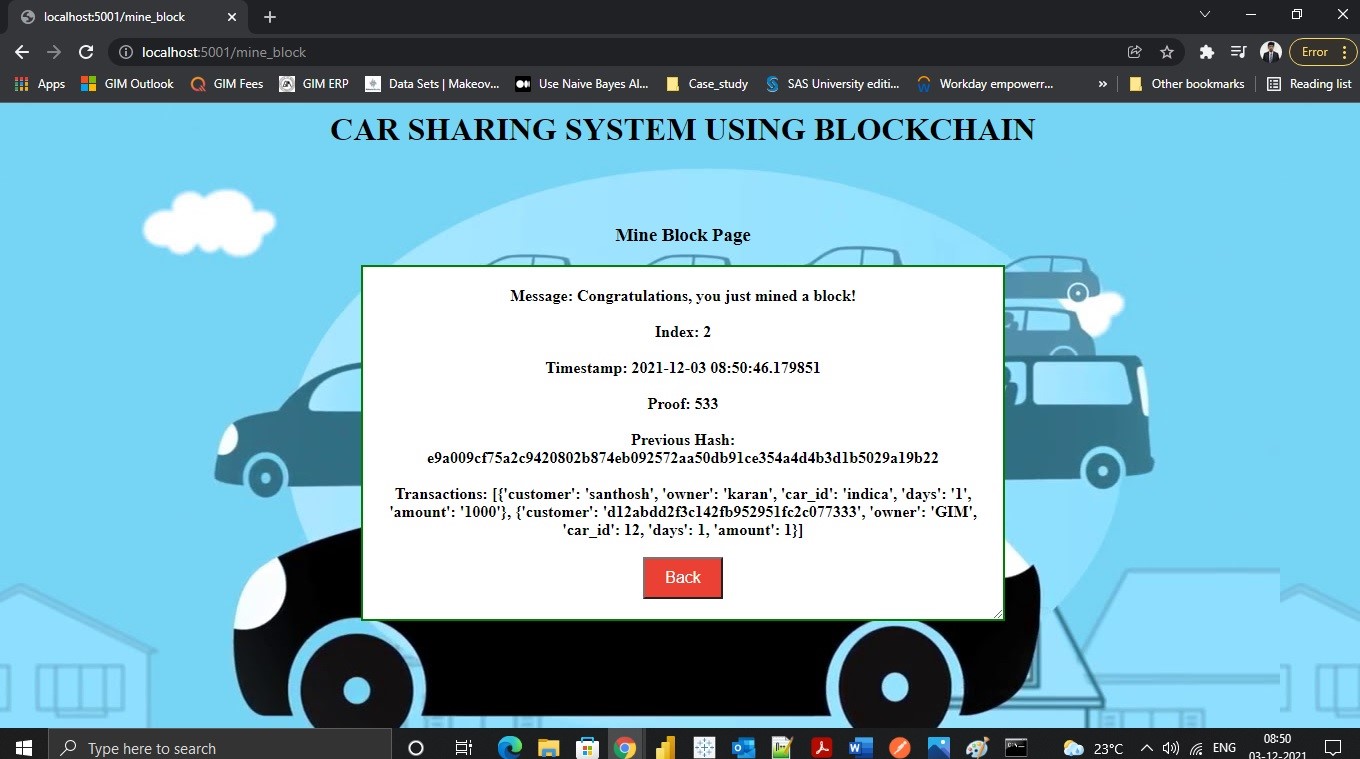 localhost:5001/mine_block
localhost:5001/mine_block
Error
Apps
GIM Outlook
GIM Fees
GIM ERP
Data Sets | Makeov...
Use Naive Bayes Al...
Case_study
SAS University editi...
Workday empowerr...
»
Other bookmarks
Reading list
CAR SHARING SYSTEM USING BLOCKCHAIN
Mine Block Page
Message: Congratulations, you just mined a block!
Index: 2
Timestamp: 2021-12-03 08:50:46.179851
Proof: 533
Previous Hash:
e9a009cf75a2c9420802b874eb092572aa50db91ce354a4d4b3d1b5029a19b22
Transactions: [{'customer': 'santhosh', 'owner': 'karan', 'car_id': 'indica', 'days': '1',
'amount': '1000'}, {'customer': 'd12abdd2f3c142fb952951fc2c077333', 'owner': 'GIM',
'car_id': 12, 'days': 1, 'amount': 1}]
Back
Type here to search
23°C
ENG
08:50
03-12-2021